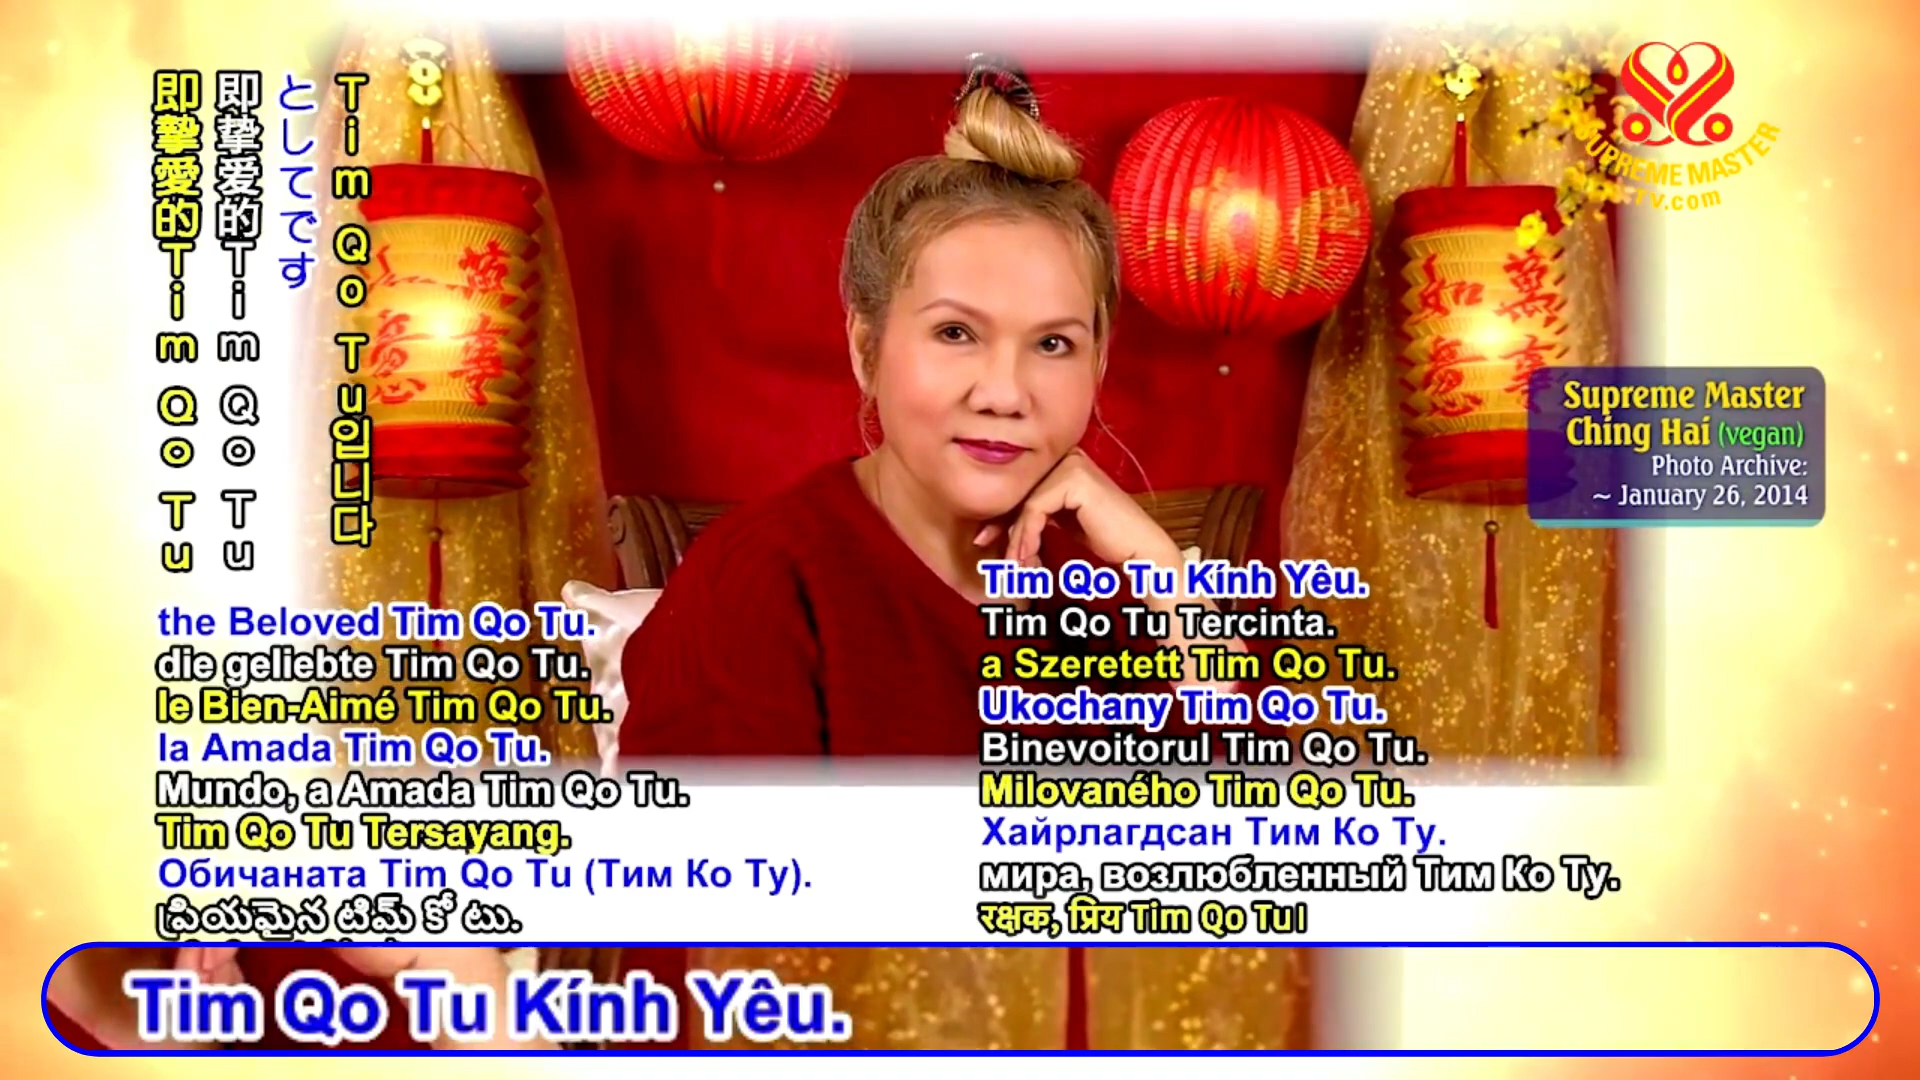 即摯愛的Tim Qo Tu
即挚爱的Tim Qo Tu
としてです
Tim Qo Tu입니다
SUPREME MASTER
TV.com
萬事
如意
Supreme Master
Ching Hai (vegan)
Photo Archive:
~ January 26, 2014
the Beloved Tim Qo Tu.
die geliebte Tim Qo Tu.
le Bien-Aimé Tim Qo Tu.
la Amada Tim Qo Tu.
Mundo, a Amada Tim Qo Tu.
Tim Qo Tu Tersayang.
Обичаната Tim Qo Tu (Тим Ко Ту).
ప్రియమైన టిమ్ కో టు.
Tim Qo Tu Kính Yêu.
Tim Qo Tu Tercinta.
a Szeretett Tim Qo Tu.
Ukochany Tim Qo Tu.
Binevoitorul Tim Qo Tu.
Milovaného Tim Qo Tu.
Хайрлагдсан Тим Ко Ту.
мира, возлюбленный Тим Ко Ту.
रक्षक, प्रिय Tim Qo Tu।
Tim Qo Tu Kính Yêu.